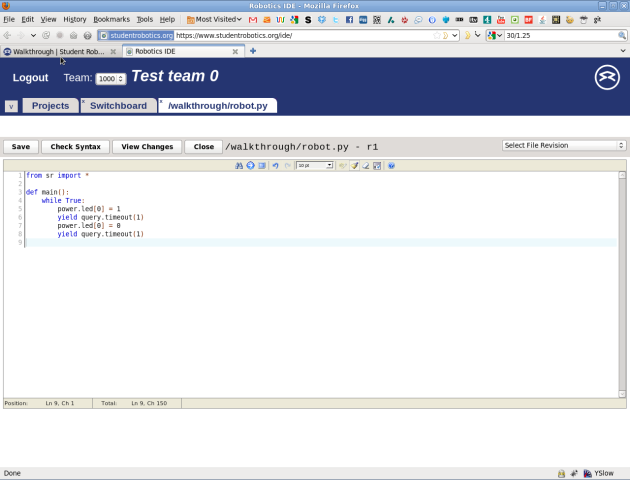 Robotics IDE - Mozilla Firefox
File Edit View History Bookmarks Tools Help Most Visited git
studentrobotics.org https://www.studentrobotics.org/ide/ 30/1.25
Walkthrough | Student Rob... Robotics IDE
Logout Team: 1000 Test team 0
v Projects Switchboard /walkthrough/robot.py
Save Check Syntax View Changes Close /walkthrough/robot.py - r1 Select File Revision
10 pt
1 from sr import *
2
3 def main():
4 while True:
5 power.led[0] = 1
6 yield query.timeout(1)
7 power.led[0] = 0
8 yield query.timeout(1)
9
Position: Ln 9, Ch 1 Total: Ln 9, Ch 150
Done YSlow